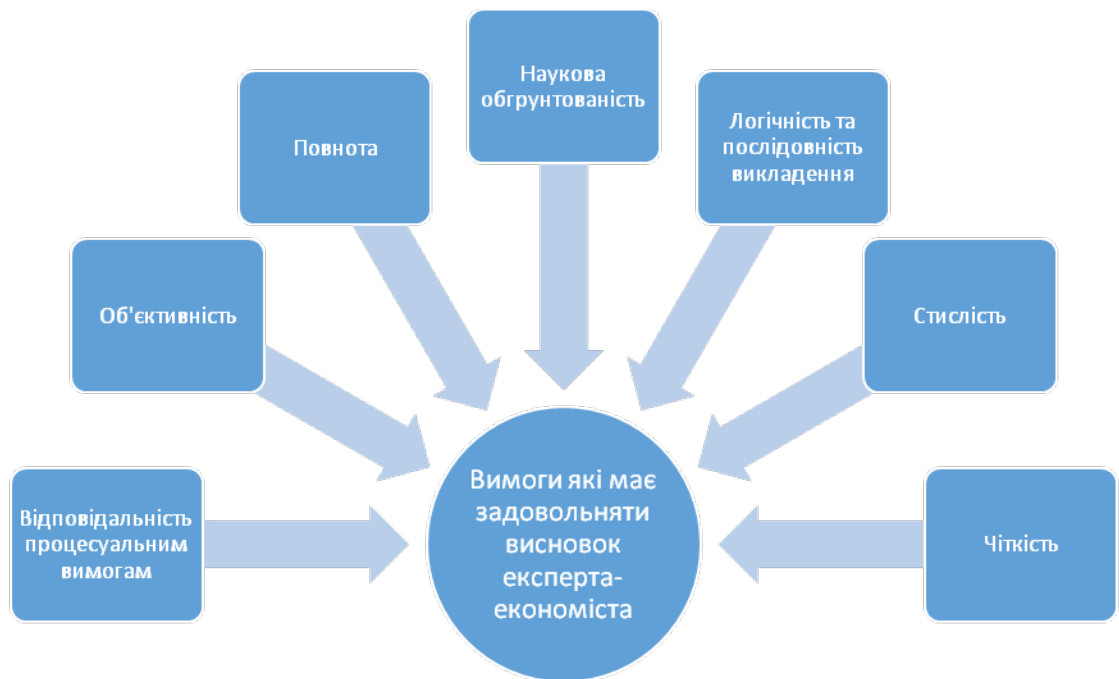 Наукова
обгрунтованість
Повнота
Логічність та
послідовність
викладення
Об'єктивність
Стислість
Відповідальність
процесуальним
вимогам
Вимоги які має
задовольняти
висновок
експерта-
економіста
Чіткість